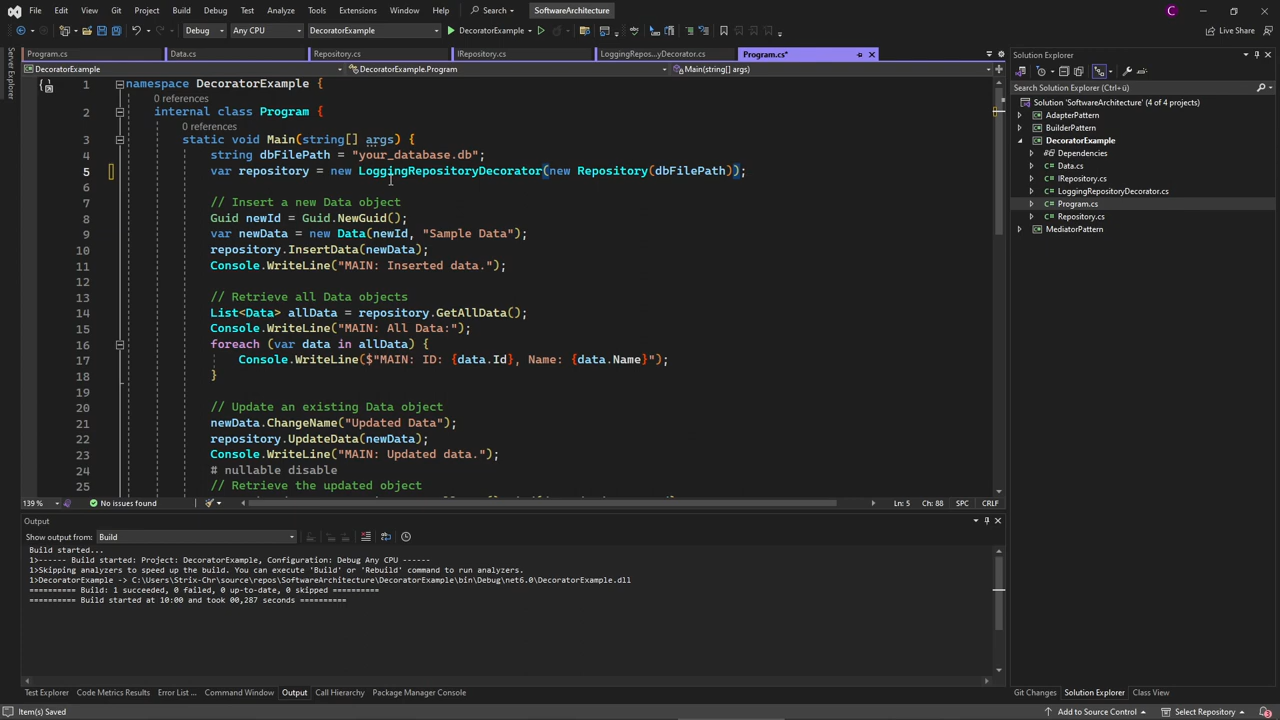 File Edit View Git Project Build Debug Test Analyze Tools Extensions Window Help Search SoftwareArchitecture C
Debug Any CPU DecoratorExample DecoratorExample Live Share
Program.cs Data.cs Repository.cs IRepository.cs LoggingRepos...yDecorator.cs Program.cs*
DecoratorExample DecoratorExample.Program Main(string[] args)
Server Explorer
1 namespace DecoratorExample {
0 references
2 internal class Program {
0 references
3 static void Main(string[] args) {
4 string dbFilePath = "your_database.db";
5 var repository = new LoggingRepositoryDecorator(new Repository(dbFilePath));
6
7 // Insert a new Data object
8 Guid newId = Guid.NewGuid();
9 var newData = new Data(newId, "Sample Data");
10 repository.InsertData(newData);
11 Console.WriteLine("MAIN: Inserted data.");
12
13 // Retrieve all Data objects
14 List<Data> allData = repository.GetAllData();
15 Console.WriteLine("MAIN: All Data:");
16 foreach (var data in allData) {
17 Console.WriteLine($"MAIN: ID: {data.Id}, Name: {data.Name}");
18 }
19
20 // Update an existing Data object
21 newData.ChangeName("Updated Data");
22 repository.UpdateData(newData);
23 Console.WriteLine("MAIN: Updated data.");
24 # nullable disable
25 // Retrieve the updated object
139 % No issues found Ln: 5 Ch: 88 SPC CRLF
Output
Show output from: Build
Build started...
1>------ Build started: Project: DecoratorExample, Configuration: Debug Any CPU ------
1>Skipping analyzers to speed up the build. You can execute 'Build' or 'Rebuild' command to run analyzers.
1>DecoratorExample -> C:\Users\Strix-Chr\source\repos\SoftwareArchitecture\DecoratorExample\bin\Debug\net6.0\DecoratorExample.dll
========== Build: 1 succeeded, 0 failed, 0 up-to-date, 0 skipped ==========
========== Build started at 10:00 and took 00,287 seconds ==========
Test Explorer Code Metrics Results Error List ... Command Window Output Call Hierarchy Package Manager Console
Solution Explorer
Search Solution Explorer (Ctrl+ü)
Solution 'SoftwareArchitecture' (4 of 4 projects)
AdapterPattern
BuilderPattern
DecoratorExample
Dependencies
Data.cs
IRepository.cs
LoggingRepositoryDecorator.cs
Program.cs
Repository.cs
MediatorPattern
Git Changes Solution Explorer Class View
Item(s) Saved Add to Source Control Select Repository